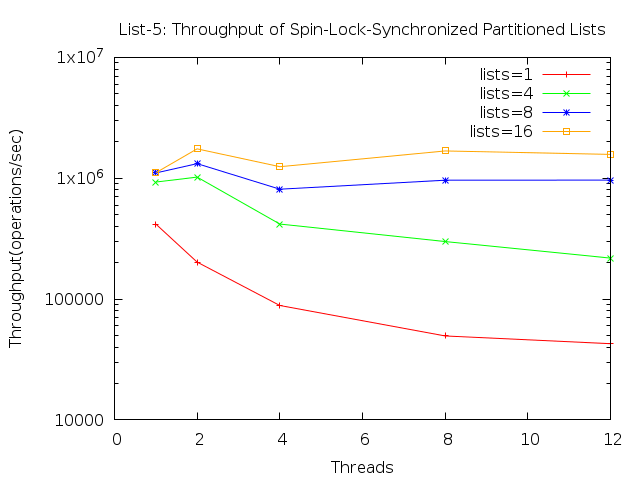 List-5: Throughput of Spin-Lock-Synchronized Partitioned Lists
1x10^7
1x10^6
100000
10000
Throughput(operations/sec)
lists=1
lists=4
lists=8
lists=16
0 2 4 6 8 10 12
Threads